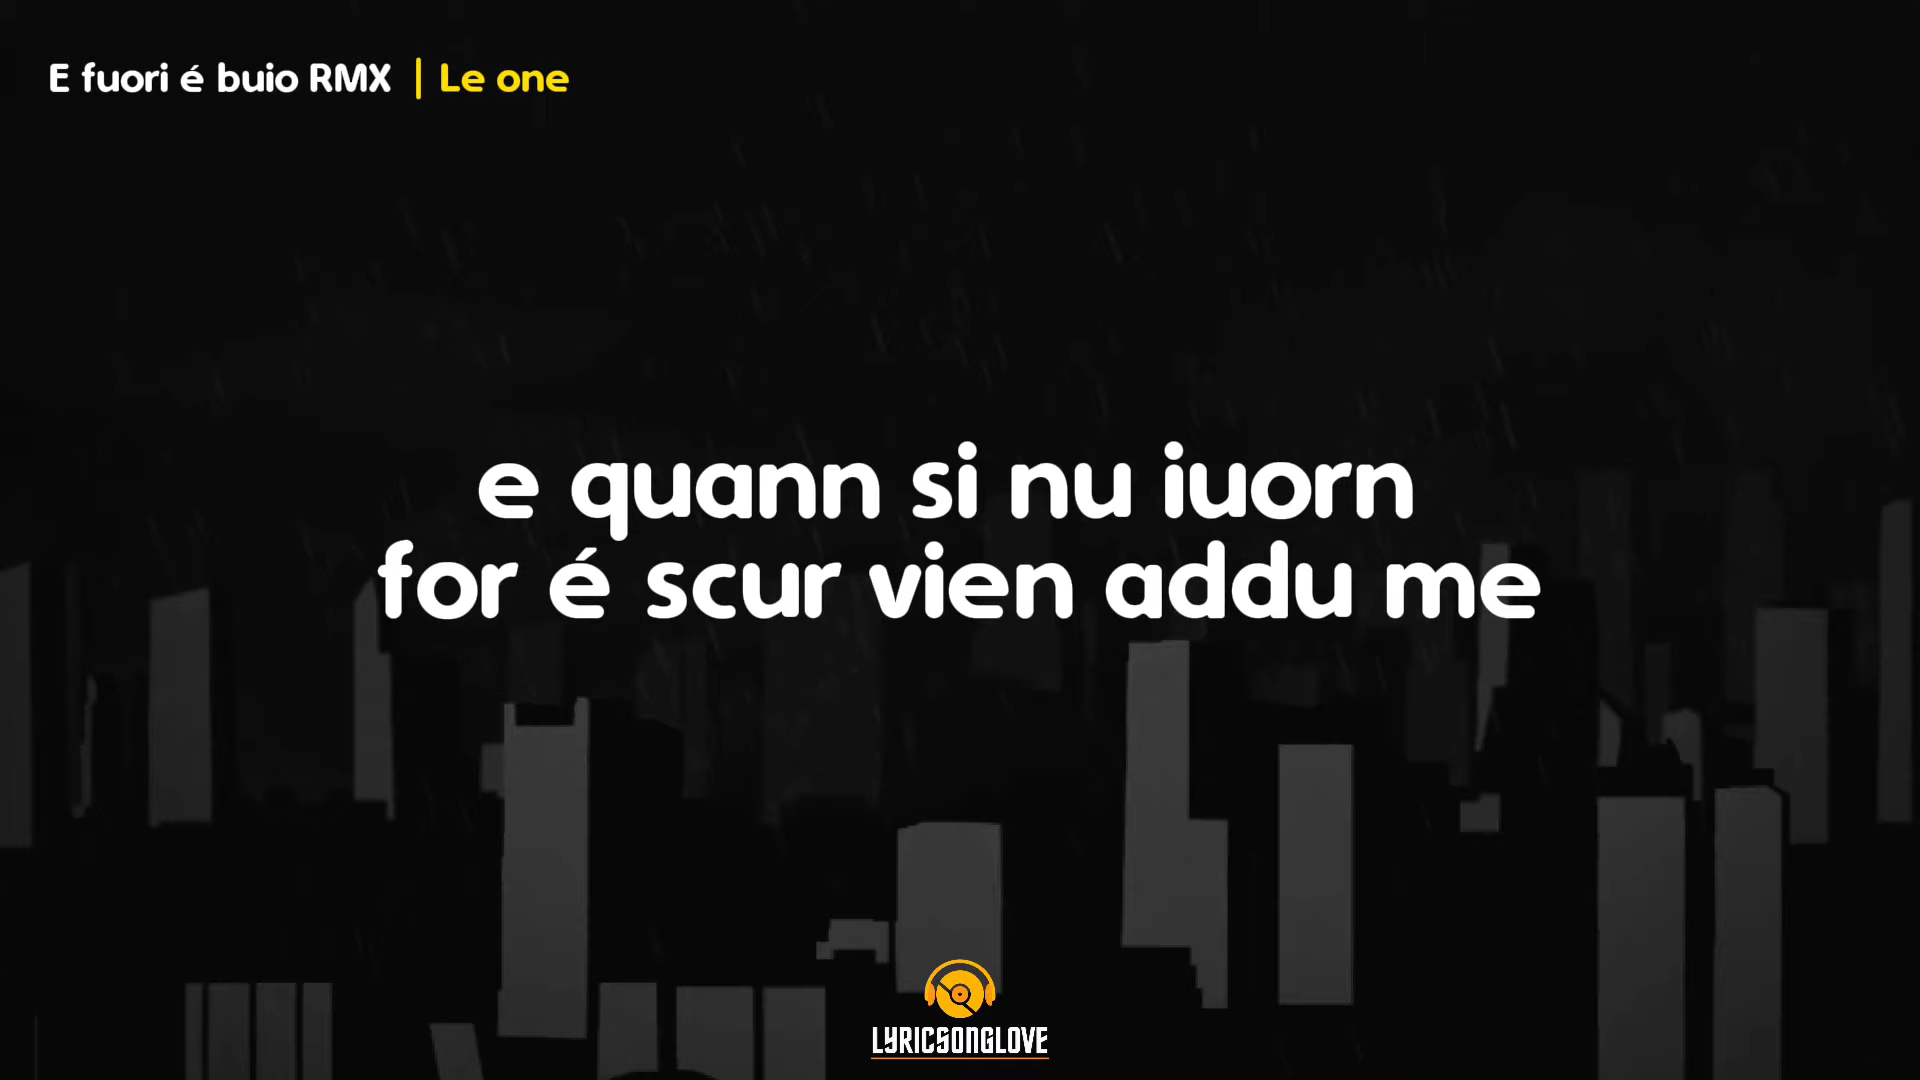 E fuori é buio RMX | Le one
e quann si nu iuorn
for é scur vien addu me
LYRICSONGLOVE